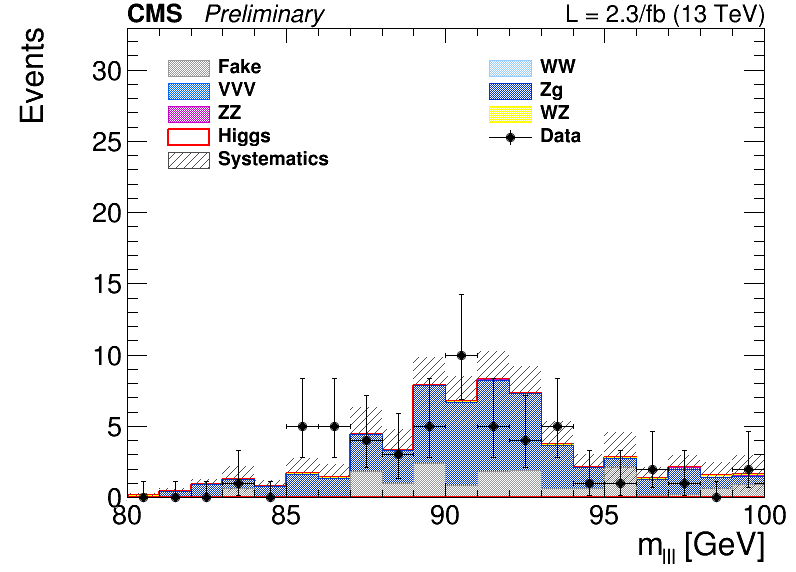 CMS Preliminary L = 2.3/fb (13 TeV)
Events
30
25
20
15
10
5
0
Fake
VVV
ZZ
Higgs
Systematics
WW
Zg
WZ
Data
80 85 90 95 100
m_lll [GeV]